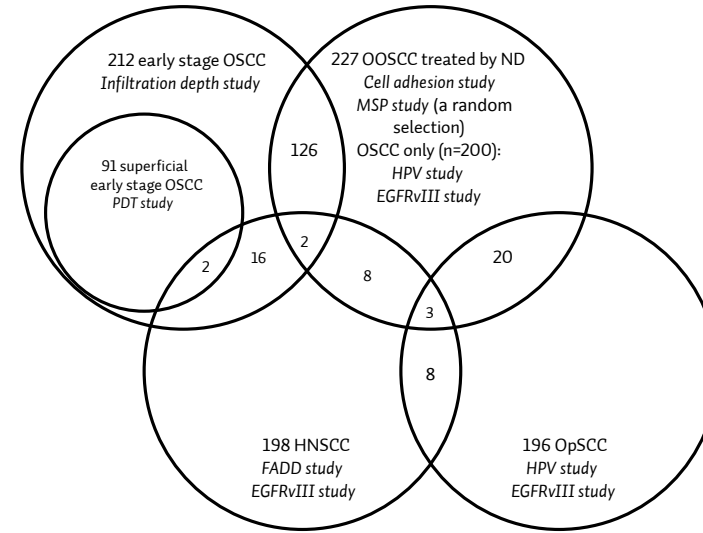 212 early stage OSCC
Infiltration depth study
227 OOSCC treated by ND
Cell adhesion study
MSP study (a random
selection)
OSCC only (n=200):
HPV study
EGFRvIII study
126
91 superficial
early stage OSCC
PDT study
2
16
2
8
20
3
8
198 HNSCC
FADD study
EGFRvIII study
196 OpSCC
HPV study
EGFRvIII study